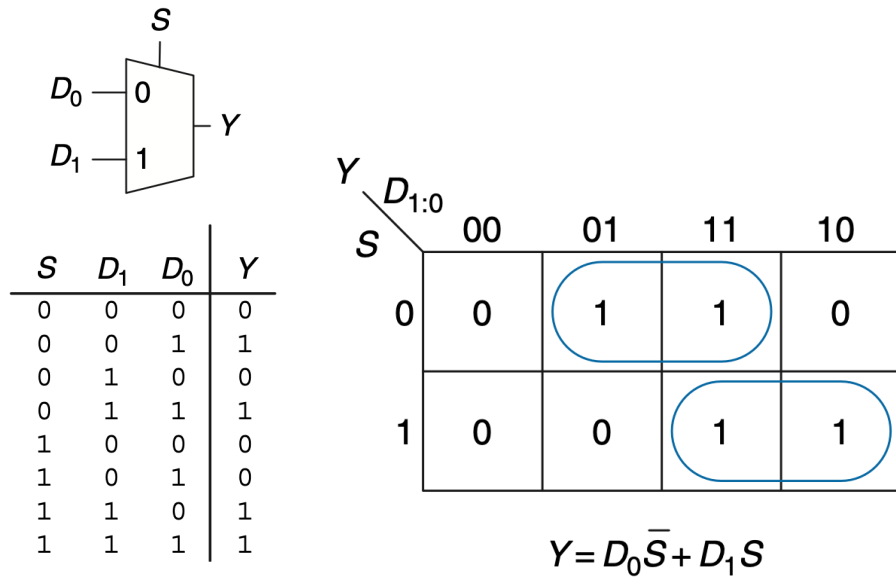 S
D₀ 0
Y
D₁ 1
S D₁ D₀ Y
0 0 0 0
0 0 1 1
0 1 0 0
0 1 1 1
1 0 0 0
1 0 1 0
1 1 0 1
1 1 1 1
Y D₁:₀
S 00 01 11 10
0 0 1 1 0
1 0 0 1 1
Y = D₀S̅ + D₁S